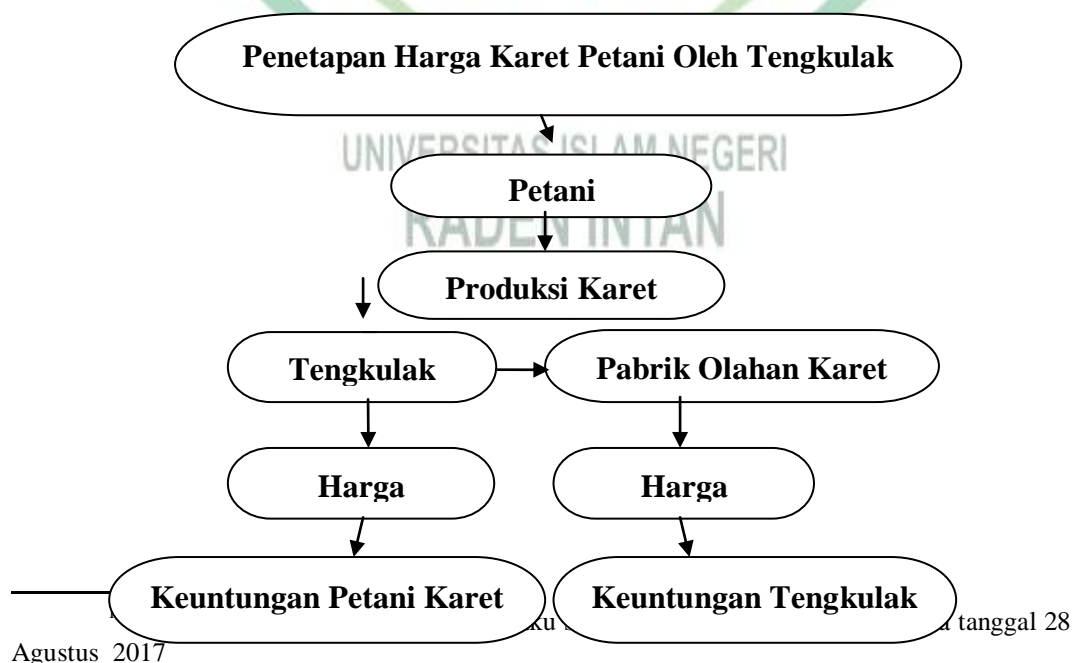 Penetapan Harga Karet Petani Oleh Tengkulak
UNIVERSITAS ISLAM NEGERI
Petani
RADEN INTAN
Produksi Karet
Tengkulak
Pabrik Olahan Karet
Harga
Harga
Keuntungan Petani Karet
Keuntungan Tengkulak
tanggal 28
Agustus 2017